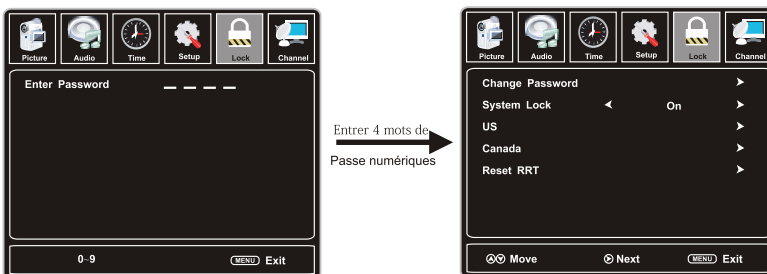 Picture Audio Time Setup Lock Channel
Enter Password _ _ _ _
0~9 MENU Exit
Entrer 4 mots de
Passe numériques
Picture Audio Time Setup Lock Channel
Change Password
System Lock On
US
Canada
Reset RRT
Move Next MENU Exit